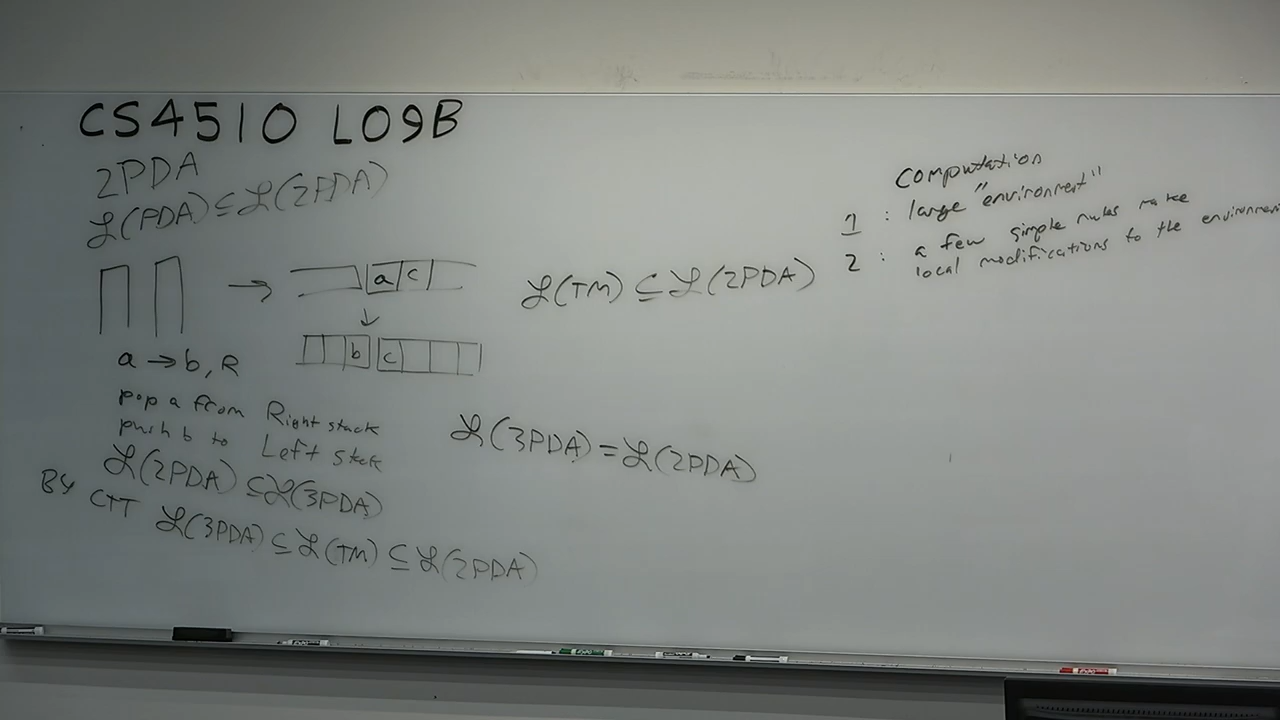 CS4510 L09B
2PDA
ℒ(PDA) ⊆ ℒ(2PDA)
→ a c
↓
b c
a → b, R
pop a from Right stack
push b to Left stack
ℒ(2PDA) ⊆ ℒ(3PDA)
By CTT ℒ(3PDA) ⊆ ℒ(TM) ⊆ ℒ(2PDA)
ℒ(TM) ⊆ ℒ(2PDA)
ℒ(3PDA) = ℒ(2PDA)
Computation
1 : large "environment"
2 : a few simple rules make
local modifications to the environment